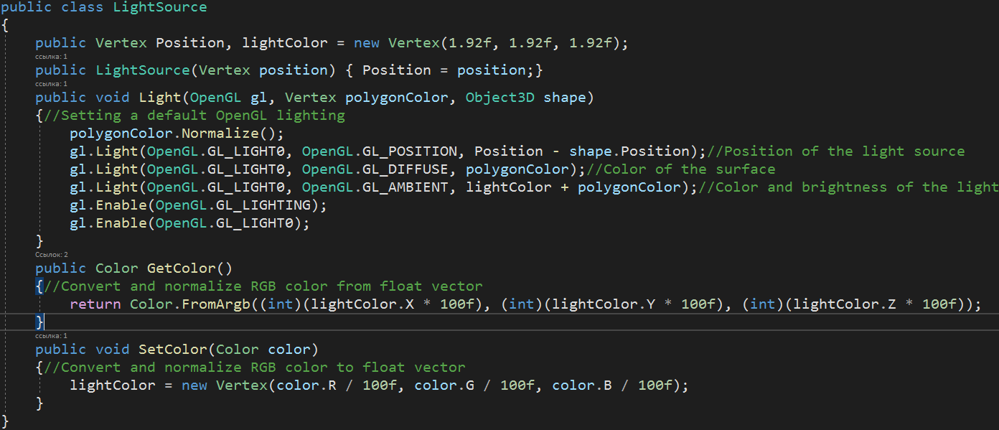 public class LightSource
{
public Vertex Position, lightColor = new Vertex(1.92f, 1.92f, 1.92f);
ссылка: 1
public LightSource(Vertex position) { Position = position;}
ссылка: 1
public void Light(OpenGL gl, Vertex polygonColor, Object3D shape)
{//Setting a default OpenGL lighting
polygonColor.Normalize();
gl.Light(OpenGL.GL_LIGHT0, OpenGL.GL_POSITION, Position - shape.Position);//Position of the light source
gl.Light(OpenGL.GL_LIGHT0, OpenGL.GL_DIFFUSE, polygonColor);//Color of the surface
gl.Light(OpenGL.GL_LIGHT0, OpenGL.GL_AMBIENT, lightColor + polygonColor);//Color and brightness of the light
gl.Enable(OpenGL.GL_LIGHTING);
gl.Enable(OpenGL.GL_LIGHT0);
}
Ссылок: 2
public Color GetColor()
{//Convert and normalize RGB color from float vector
return Color.FromArgb((int)(lightColor.X * 100f), (int)(lightColor.Y * 100f), (int)(lightColor.Z * 100f));
}
ссылка: 1
public void SetColor(Color color)
{//Convert and normalize RGB color to float vector
lightColor = new Vertex(color.R / 100f, color.G / 100f, color.B / 100f);
}
}